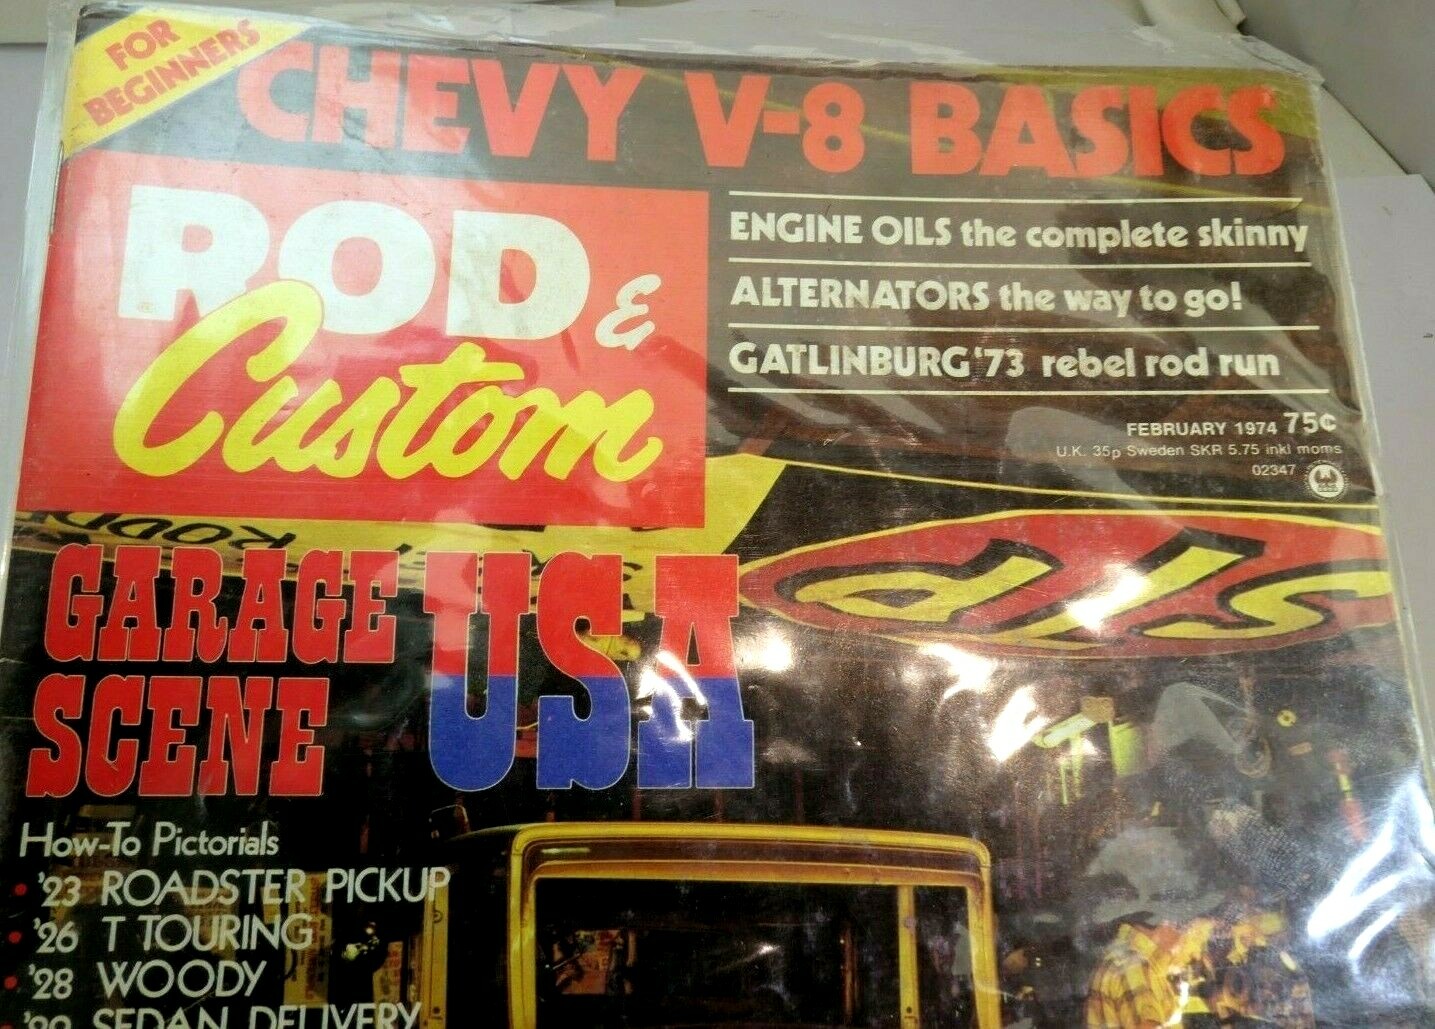 FOR
BEGINNERS
CHEVY V-8 BASICS
ROD &
Custom
ENGINE OILS the complete skinny
ALTERNATORS the way to go!
GATLINBURG '73 rebel rod run
FEBRUARY 1974 75¢
U.K. 35p Sweden SKR 5.75 inkl moms
02347
GARAGE
SCENE
USA
How-To Pictorials
• '23 ROADSTER PICKUP
• '26 T TOURING
• '28 WOODY
SEDAN DELIVERY